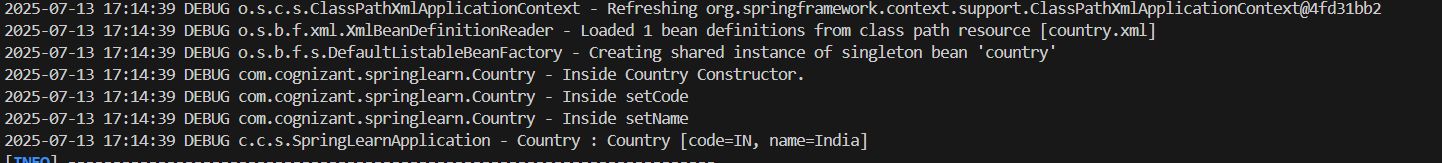 2025-07-13 17:14:39 DEBUG o.s.c.s.ClassPathXmlApplicationContext - Refreshing org.springframework.context.support.ClassPathXmlApplicationContext@4fd31bb2
2025-07-13 17:14:39 DEBUG o.s.b.f.xml.XmlBeanDefinitionReader - Loaded 1 bean definitions from class path resource [country.xml]
2025-07-13 17:14:39 DEBUG o.s.b.f.s.DefaultListableBeanFactory - Creating shared instance of singleton bean 'country'
2025-07-13 17:14:39 DEBUG com.cognizant.springlearn.Country - Inside Country Constructor.
2025-07-13 17:14:39 DEBUG com.cognizant.springlearn.Country - Inside setCode
2025-07-13 17:14:39 DEBUG com.cognizant.springlearn.Country - Inside setName
2025-07-13 17:14:39 DEBUG c.c.s.SpringLearnApplication - Country : Country [code=IN, name=India]
[INFO] ------------------------------------------------------------------------